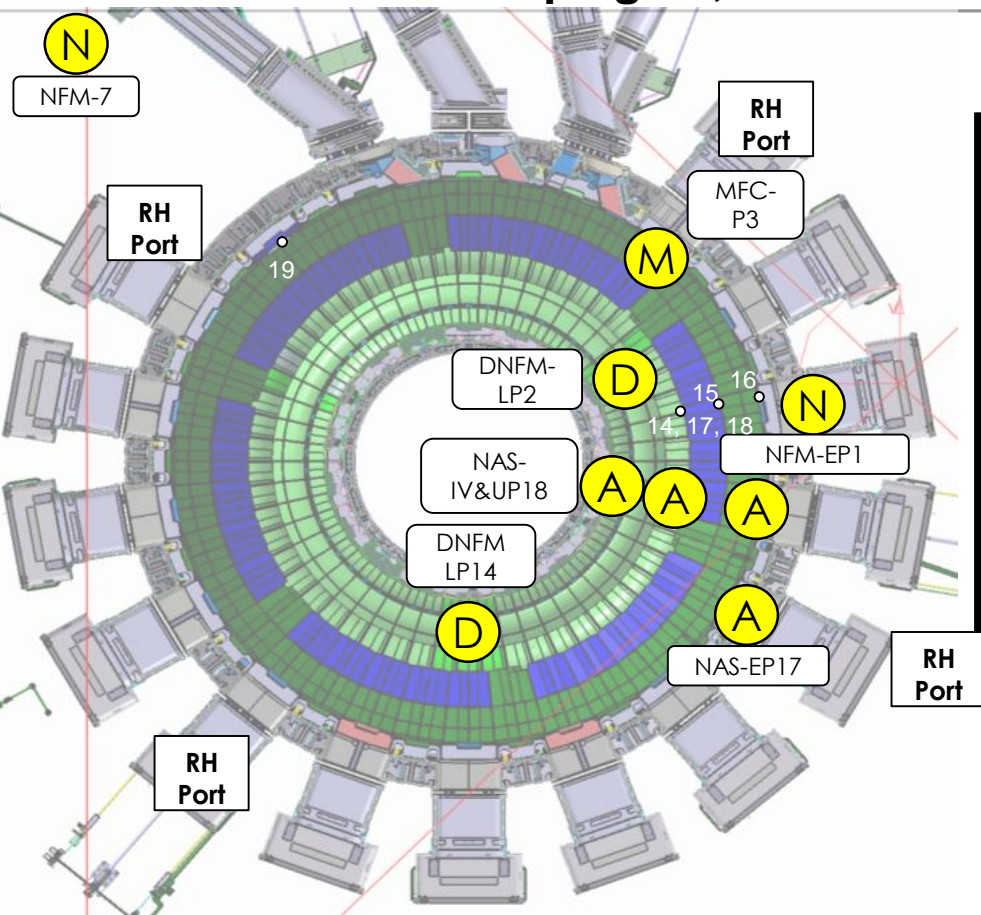 N
NFM-7
RH
Port
MFC-
P3
RH
Port
M
19
DNFM-
LP2
D
15
16
N
14, 17, 18
NFM-EP1
NAS-
IV&UP18
A
A
A
DNFM
LP14
D
A
NAS-EP17
RH
Port
RH
Port